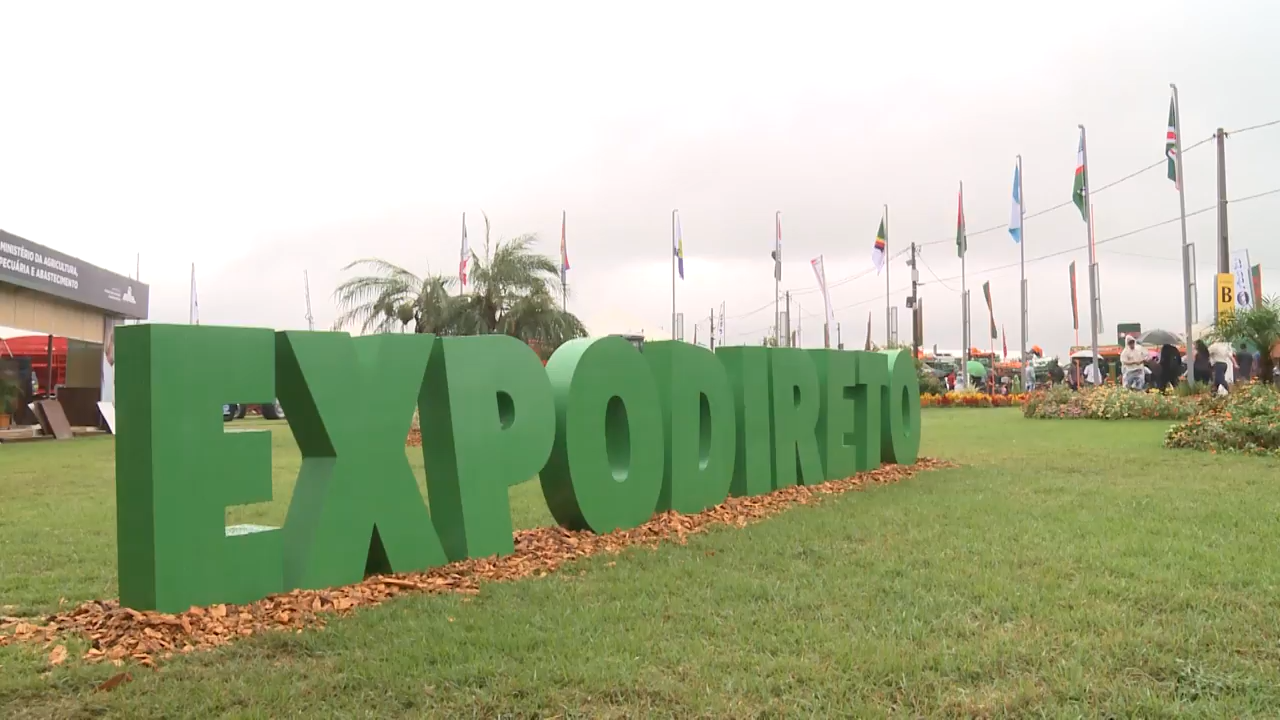 MINISTÉRIO DA AGRICULTURA,
PECUÁRIA E ABASTECIMENTO
EXPODIRETO
B